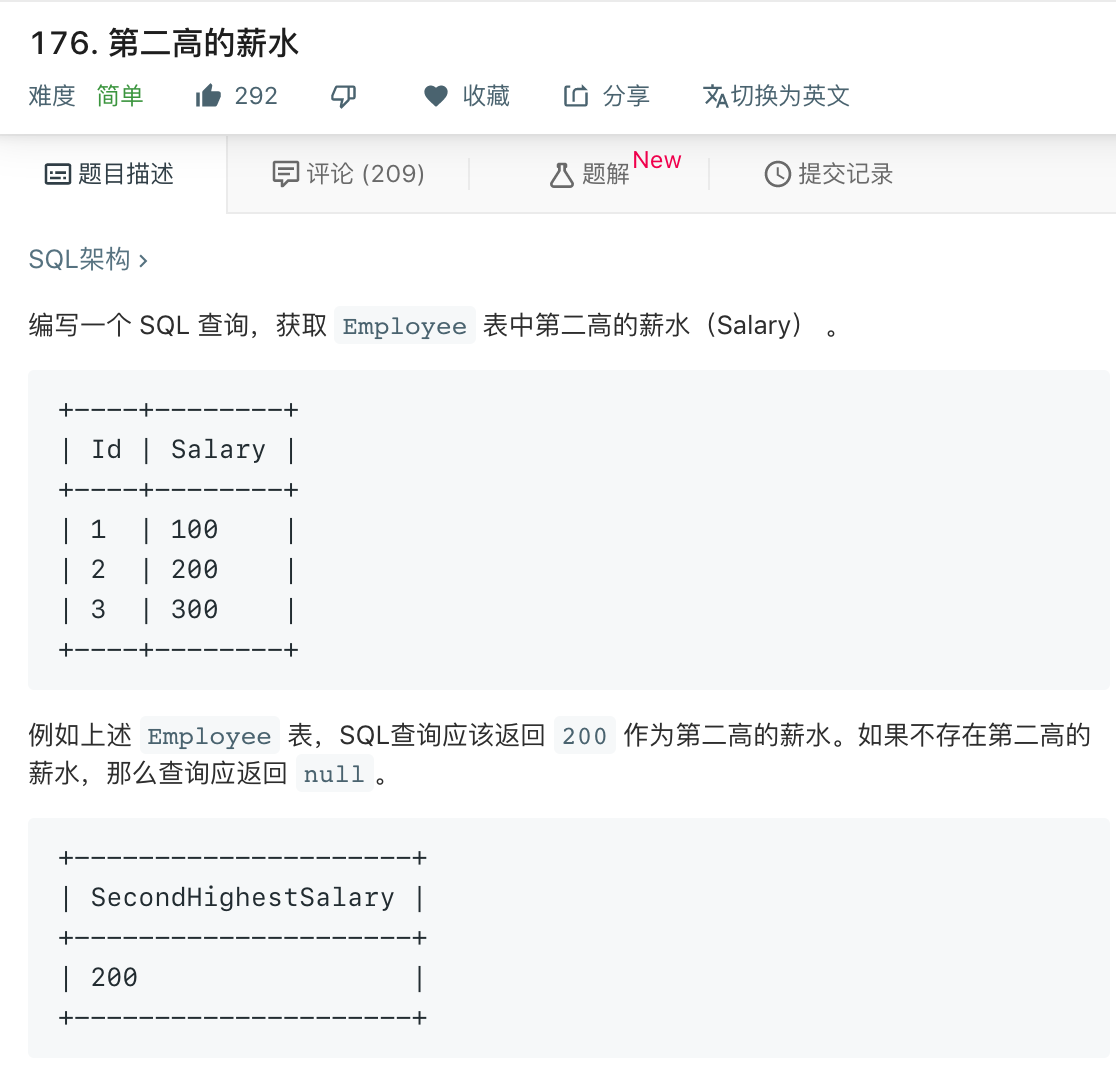 176. 第二高的薪水
难度 简单 292 收藏 分享 切换为英文
题目描述 评论 (209) 题解 New 提交记录
SQL架构 ›
编写一个 SQL 查询，获取 Employee 表中第二高的薪水（Salary） 。
+----+--------+
| Id | Salary |
+----+--------+
| 1  | 100    |
| 2  | 200    |
| 3  | 300    |
+----+--------+
例如上述 Employee 表，SQL查询应该返回 200 作为第二高的薪水。如果不存在第二高的
薪水，那么查询应返回 null。
+---------------------+
| SecondHighestSalary |
+---------------------+
| 200                 |
+---------------------+